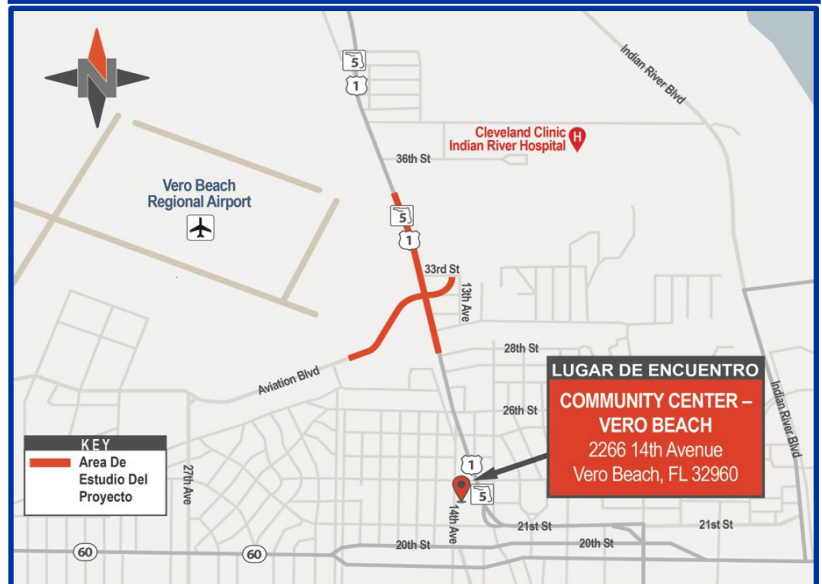 N
5
1
Indian River Blvd
Cleveland Clinic
Indian River Hospital
H
36th St
Vero Beach
Regional Airport
5
1
33rd St
13th Ave
28th St
Aviation Blvd
LUGAR DE ENCUENTRO
COMMUNITY CENTER –
VERO BEACH
2266 14th Avenue
Vero Beach, FL 32960
26th St
Indian River Blvd
KEY
Area De
Estudio Del
Proyecto
27th Ave
1
5
14th Ave
21st St
21st St
60
60
20th St
20th St